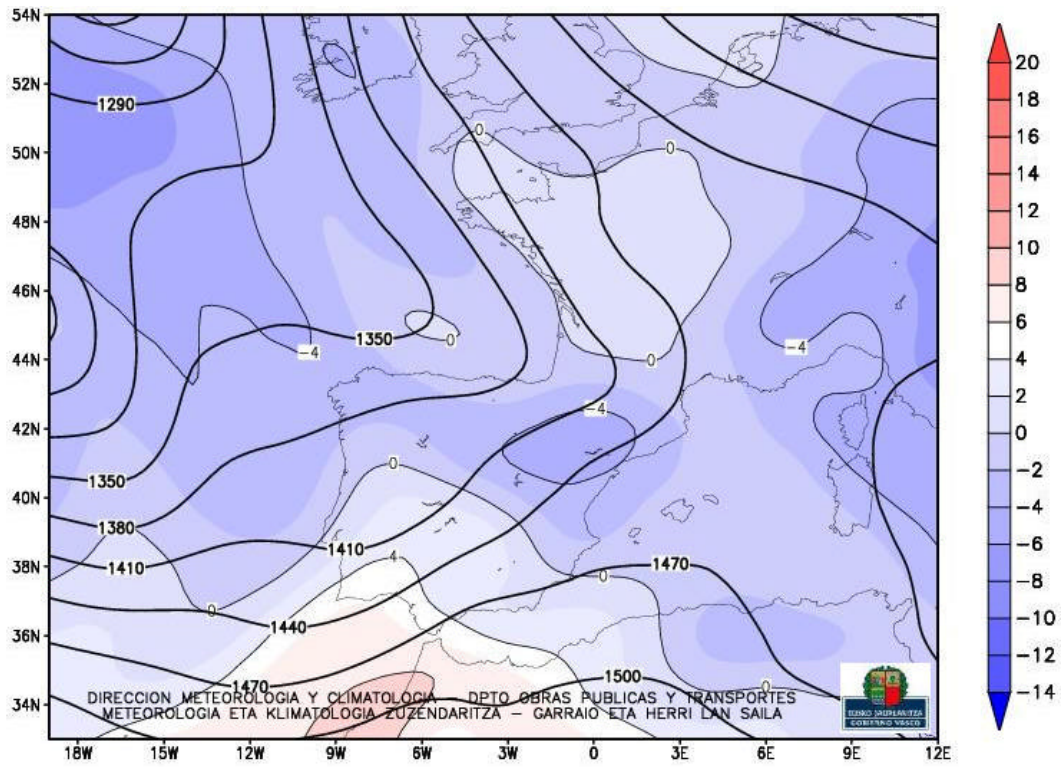 54N
52N
50N
48N
46N
44N
42N
40N
38N
36N
34N
18W 15W 12W 9W 6W 3W 0 3E 6E 9E 12E
1290
0
0
1350
0
-4
0
-4
-4
1350
0
1380
1410
1410
4
1470
0
0
1440
1470
1500
0
DIRECCION METEOROLOGIA Y CLIMATOLOGIA - DPTO OBRAS PUBLICAS Y TRANSPORTES
METEOROLOGIA ETA KLIMATOLOGIA ZUZENDARITZA - GARRAIO ETA HERRI LAN SAILA
EUSKO JAURLARITZA
GOBIERNO VASCO
20
18
16
14
12
10
8
6
4
2
0
-2
-4
-6
-8
-10
-12
-14